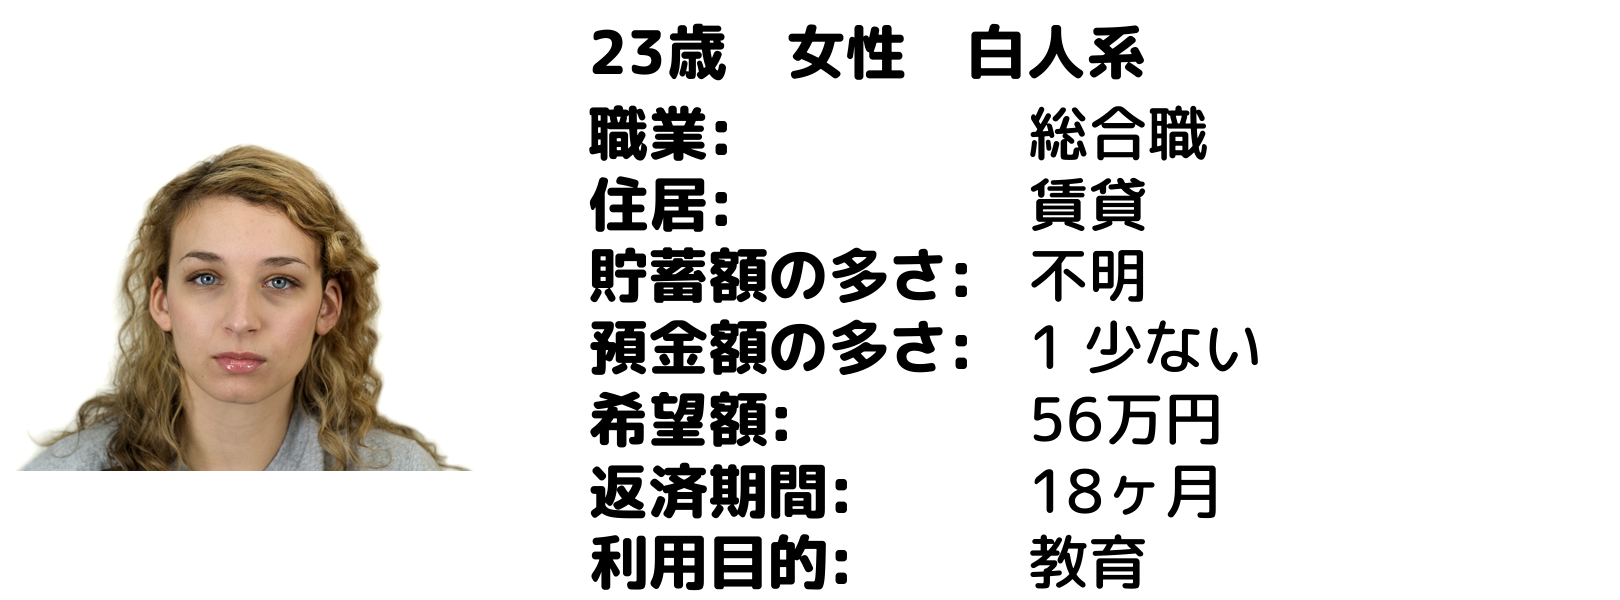 23歳　女性　白人系
職業: 総合職
住居: 賃貸
貯蓄額の多さ: 不明
預金額の多さ: 1 少ない
希望額: 56万円
返済期間: 18ヶ月
利用目的: 教育